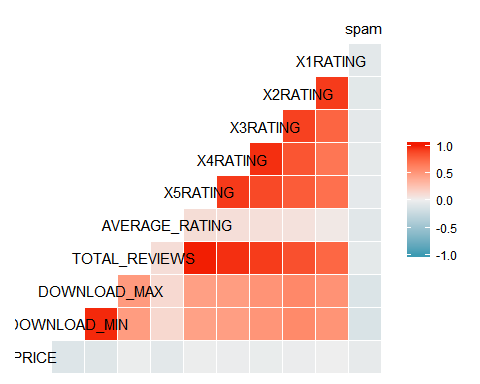 spam
X1RATING
X2RATING
X3RATING
X4RATING
X5RATING
AVERAGE_RATING
TOTAL_REVIEWS
DOWNLOAD_MAX
DOWNLOAD_MIN
PRICE
1.0
0.5
0.0
-0.5
-1.0